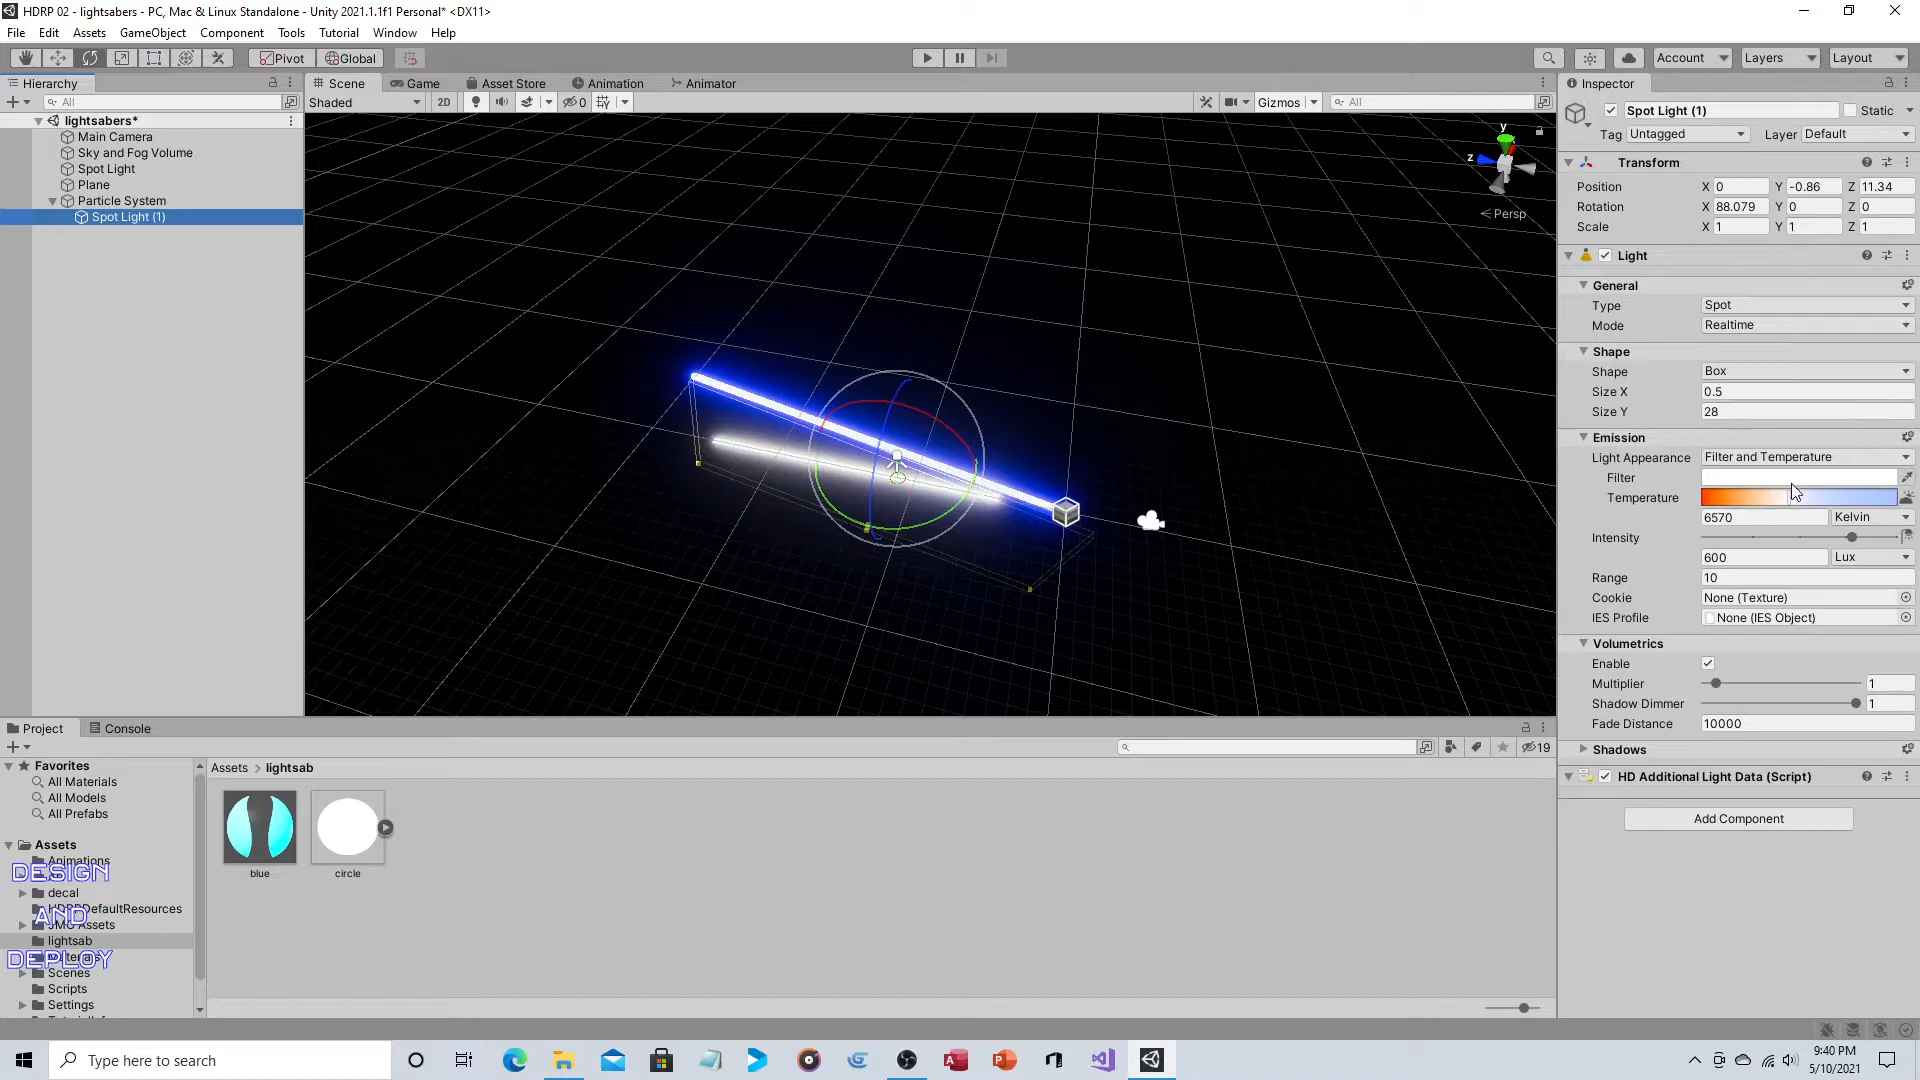 HDRP 02 - lightsabers - PC, Mac & Linux Standalone - Unity 2021.1.1f1 Personal* <DX11>
File Edit Assets GameObject Component Tools Tutorial Window Help
Pivot Global Account Layers Layout
Hierarchy
All
lightsabers*
Main Camera
Sky and Fog Volume
Spot Light
Plane
Particle System
Spot Light (1)
Scene Game Asset Store Animation Animator
Shaded 2D 0 Gizmos All
y
z
< Persp
Inspector
Spot Light (1) Static
Tag Untagged Layer Default
Transform
Position X 0 Y -0.86 Z 11.34
Rotation X 88.079 Y 0 Z 0
Scale X 1 Y 1 Z 1
Light
General
Type Spot
Mode Realtime
Shape
Shape Box
Size X 0.5
Size Y 28
Emission
Light Appearance Filter and Temperature
Filter
Temperature
6570 Kelvin
Intensity
600 Lux
Range 10
Cookie None (Texture)
IES Profile None (IES Object)
Volumetrics
Enable
Multiplier 1
Shadow Dimmer 1
Fade Distance 10000
Shadows
HD Additional Light Data (Script)
Add Component
Project Console
19
Favorites
All Materials
All Models
All Prefabs
Assets
Animations
decal
HDRPDefaultResources
lightsab
Scenes
Scripts
Settings
Assets > lightsab
blue
circle
DESIGN
AND
DEPLOY
Type here to search
9:40 PM
5/10/2021